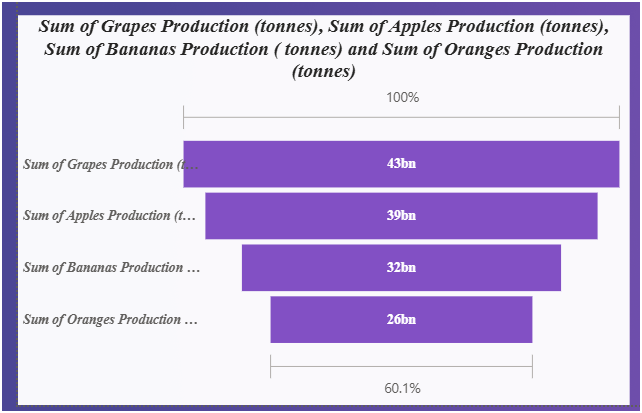 Sum of Grapes Production (tonnes), Sum of Apples Production (tonnes),
Sum of Bananas Production ( tonnes) and Sum of Oranges Production
(tonnes)
100%
Sum of Grapes Production (t… 43bn
Sum of Apples Production (t… 39bn
Sum of Bananas Production … 32bn
Sum of Oranges Production … 26bn
60.1%